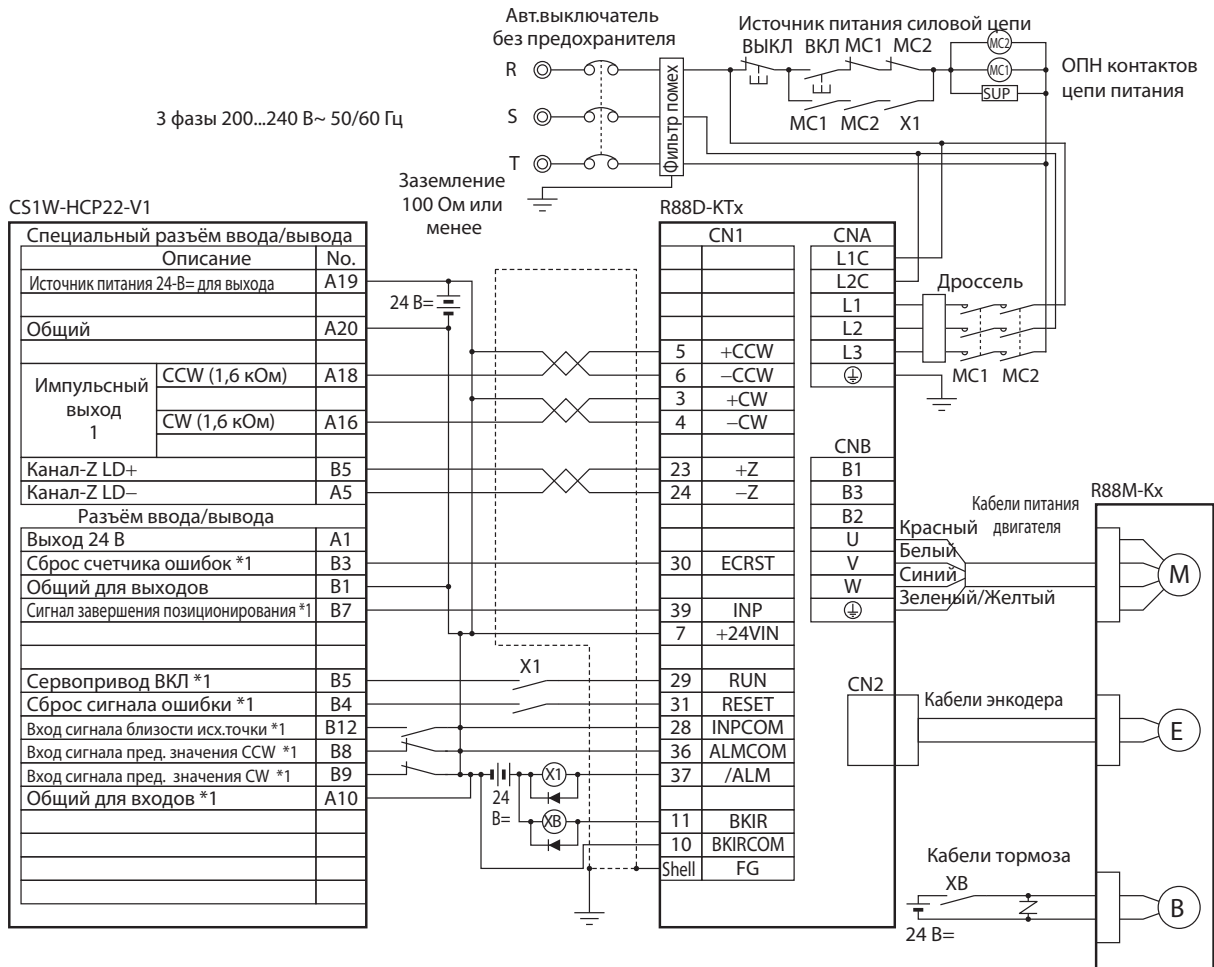 Авт.выключатель
без предохранителя
Источник питания силовой цепи
ВЫКЛ ВКЛ MC1 MC2
MC2
MC1
SUP
ОПН контактов
цепи питания
MC1 MC2 X1
R
S
T
Фильтр помех
3 фазы 200...240 В~ 50/60 Гц
Заземление
100 Ом или
менее
CS1W-HCP22-V1
Специальный разъём ввода/вывода
Описание No.
Источник питания 24-В= для выхода A19
Общий A20
Импульсный
выход
1
CCW (1,6 кОм) A18
CW (1,6 кОм) A16
Канал-Z LD+ B5
Канал-Z LD− A5
Разъём ввода/вывода
Выход 24 В A1
Сброс счетчика ошибок *1 B3
Общий для выходов B1
Сигнал завершения позиционирования *1 B7
Сервопривод ВКЛ *1 B5
Сброс сигнала ошибки *1 B4
Вход сигнала близости исх.точки *1 B12
Вход сигнала пред. значения CCW *1 B8
Вход сигнала пред. значения CW *1 B9
Общий для входов *1 A10
24 В=
X1
X1
24
В=
XB
R88D-KTx
CN1
5 +CCW
6 −CCW
3 +CW
4 −CW
23 +Z
24 −Z
30 ECRST
39 INP
7 +24VIN
29 RUN
31 RESET
28 INPCOM
36 ALMCOM
37 /ALM
11 BKIR
10 BKIRCOM
Shell FG
CNA
L1C
L2C
L1
L2
L3
Дроссель
MC1 MC2
CNB
B1
B3
B2
U
V
W
Красный
Белый
Синий
Зеленый/Желтый
Кабели питания
двигателя
R88M-Kx
M
CN2
Кабели энкодера
E
Кабели тормоза
XB
24 В=
B